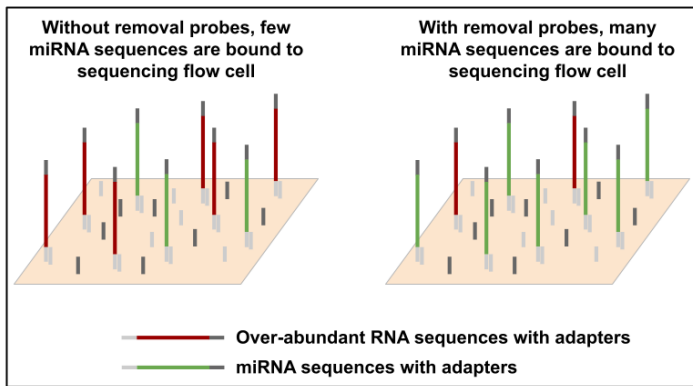 Without removal probes, few
miRNA sequences are bound to
sequencing flow cell
With removal probes, many
miRNA sequences are bound to
sequencing flow cell
Over-abundant RNA sequences with adapters
miRNA sequences with adapters